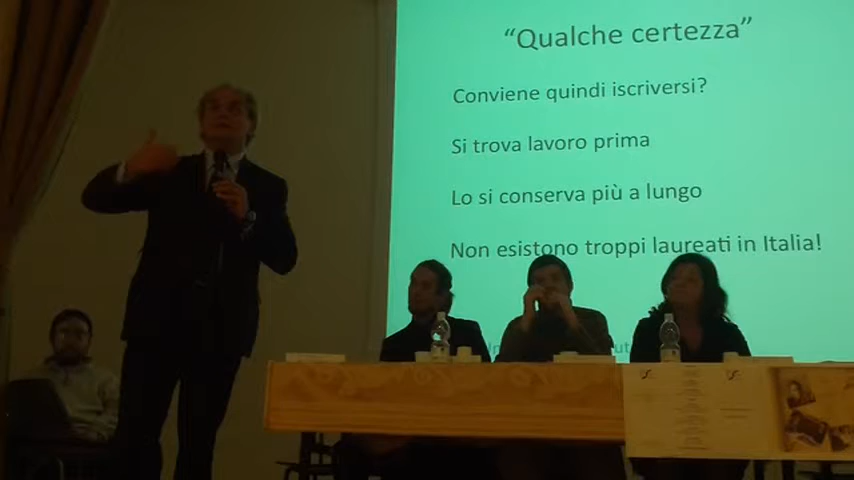 “Qualche certezza”
Conviene quindi iscriversi?
Si trova lavoro prima
Lo si conserva più a lungo
Non esistono troppi laureati in Italia!